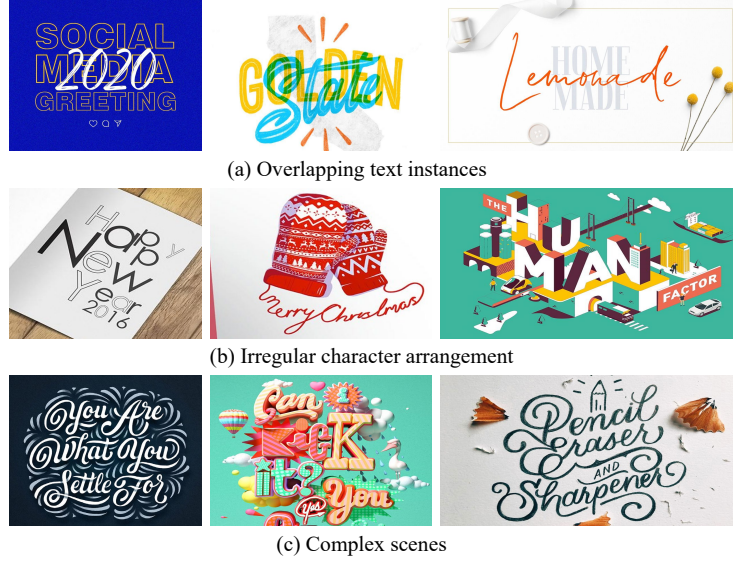 SOCIAL
MEDIA
2020
GREETING
GOLDEN
State
HOME
Lemonade
MADE
(a) Overlapping text instances
Happy
New
Year
2016
Merry Christmas
THE
HUMAN
FACTOR
(b) Irregular character arrangement
You Are
What You
Settle For
Can i
Kick
it?
Yes
You
Pencil
Eraser
AND
Sharpener
(c) Complex scenes